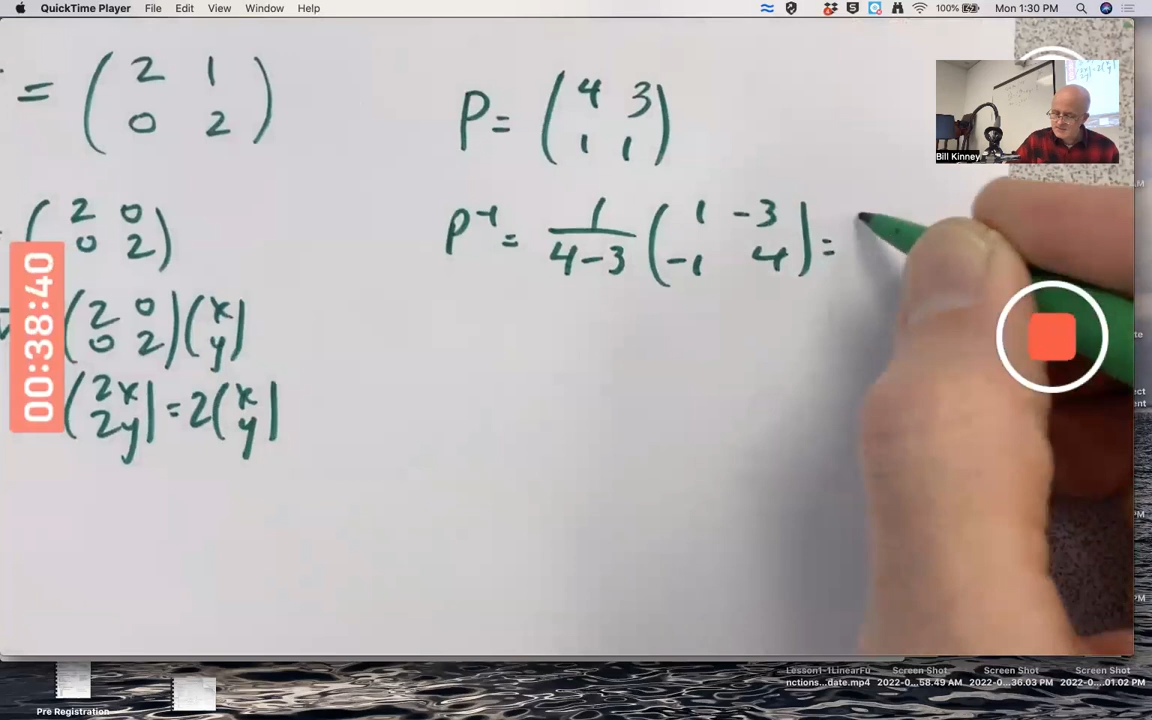 QuickTime Player File Edit View Window Help 100% Mon 1:30 PM
= ( 2 1
0 2 )
P = ( 4 3
1 1 )
Bill Kinney
( 2 0
0 2 )
P⁻¹ = 1/(4-3) ( 1 -3
-1 4 ) =
( 2 0
0 2 ) ( x
y )
( 2x
2y ) = 2 ( x
y )
00:38:40
Pre Registration
Lesson1-1LinearFu
nctions...date.mp4
Screen Shot
2022-0...58.49 AM
Screen Shot
2022-0...36.03 PM
Screen Shot
2022-0...01.02 PM